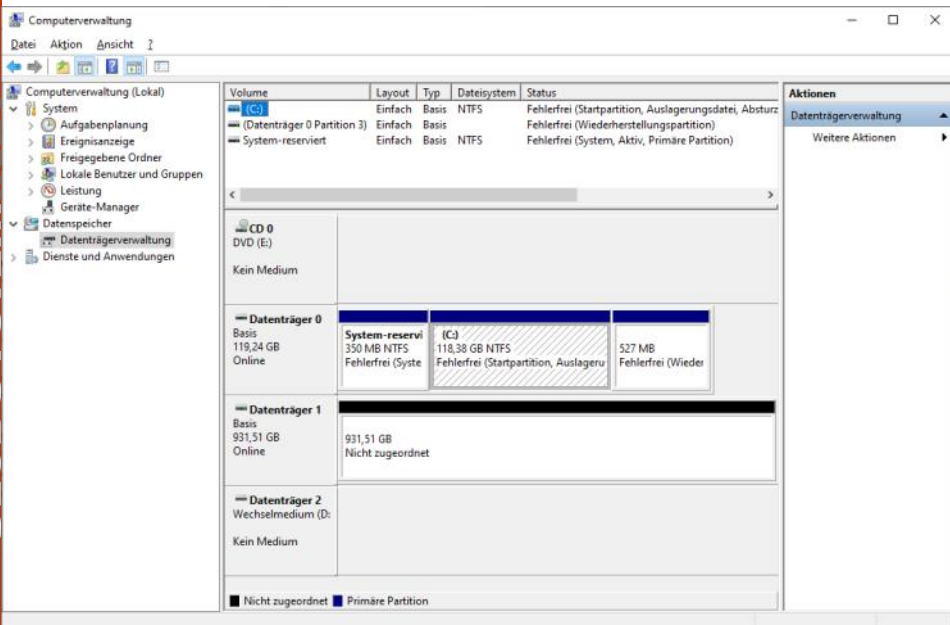 Computerverwaltung
Datei Aktion Ansicht ?
Computerverwaltung (Lokal)
System
Aufgabenplanung
Ereignisanzeige
Freigegebene Ordner
Lokale Benutzer und Gruppen
Leistung
Geräte-Manager
Datenspeicher
Datenträgerverwaltung
Dienste und Anwendungen
Volume Layout Typ Dateisystem Status
(C:) Einfach Basis NTFS Fehlerfrei (Startpartition, Auslagerungsdatei, Absturz
(Datenträger 0 Partition 3) Einfach Basis Fehlerfrei (Wiederherstellungspartition)
System-reserviert Einfach Basis NTFS Fehlerfrei (System, Aktiv, Primäre Partition)
CD 0
DVD (E:)
Kein Medium
Datenträger 0
Basis
119,24 GB
Online
System-reservi
350 MB NTFS
Fehlerfrei (Syste
(C:)
118,38 GB NTFS
Fehlerfrei (Startpartition, Auslageru
527 MB
Fehlerfrei (Wieder
Datenträger 1
Basis
931,51 GB
Online
931,51 GB
Nicht zugeordnet
Datenträger 2
Wechselmedium (D:
Kein Medium
Nicht zugeordnet Primäre Partition
Aktionen
Datenträgerverwaltung
Weitere Aktionen